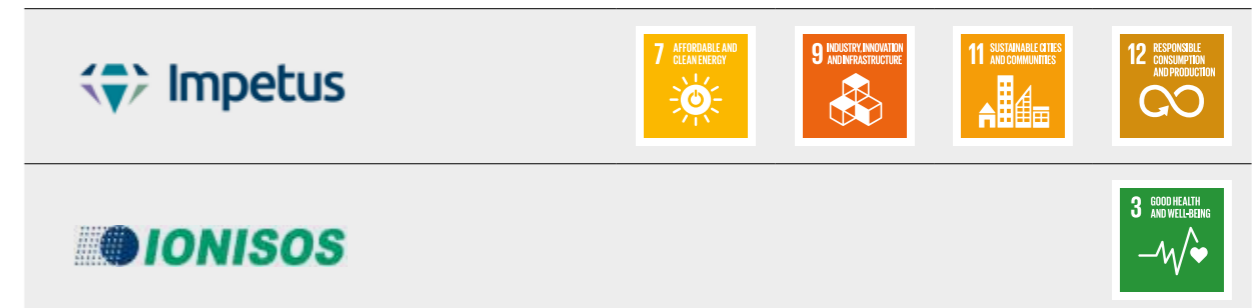 Impetus
7 AFFORDABLE AND
CLEAN ENERGY
9 INDUSTRY, INNOVATION
AND INFRASTRUCTURE
11 SUSTAINABLE CITIES
AND COMMUNITIES
12 RESPONSIBLE
CONSUMPTION
AND PRODUCTION
IONISOS
3 GOOD HEALTH
AND WELL-BEING